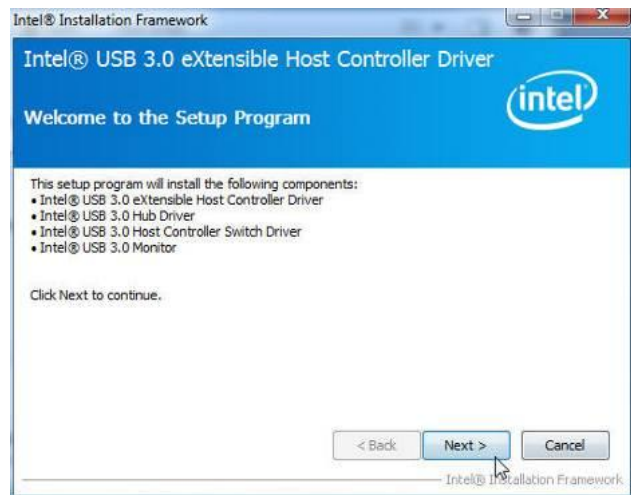 Intel® Installation Framework
Intel® USB 3.0 eXtensible Host Controller Driver
intel
Welcome to the Setup Program
This setup program will install the following components:
• Intel® USB 3.0 eXtensible Host Controller Driver
• Intel® USB 3.0 Hub Driver
• Intel® USB 3.0 Host Controller Switch Driver
• Intel® USB 3.0 Monitor
Click Next to continue.
< Back Next > Cancel
Intel® Installation Framework